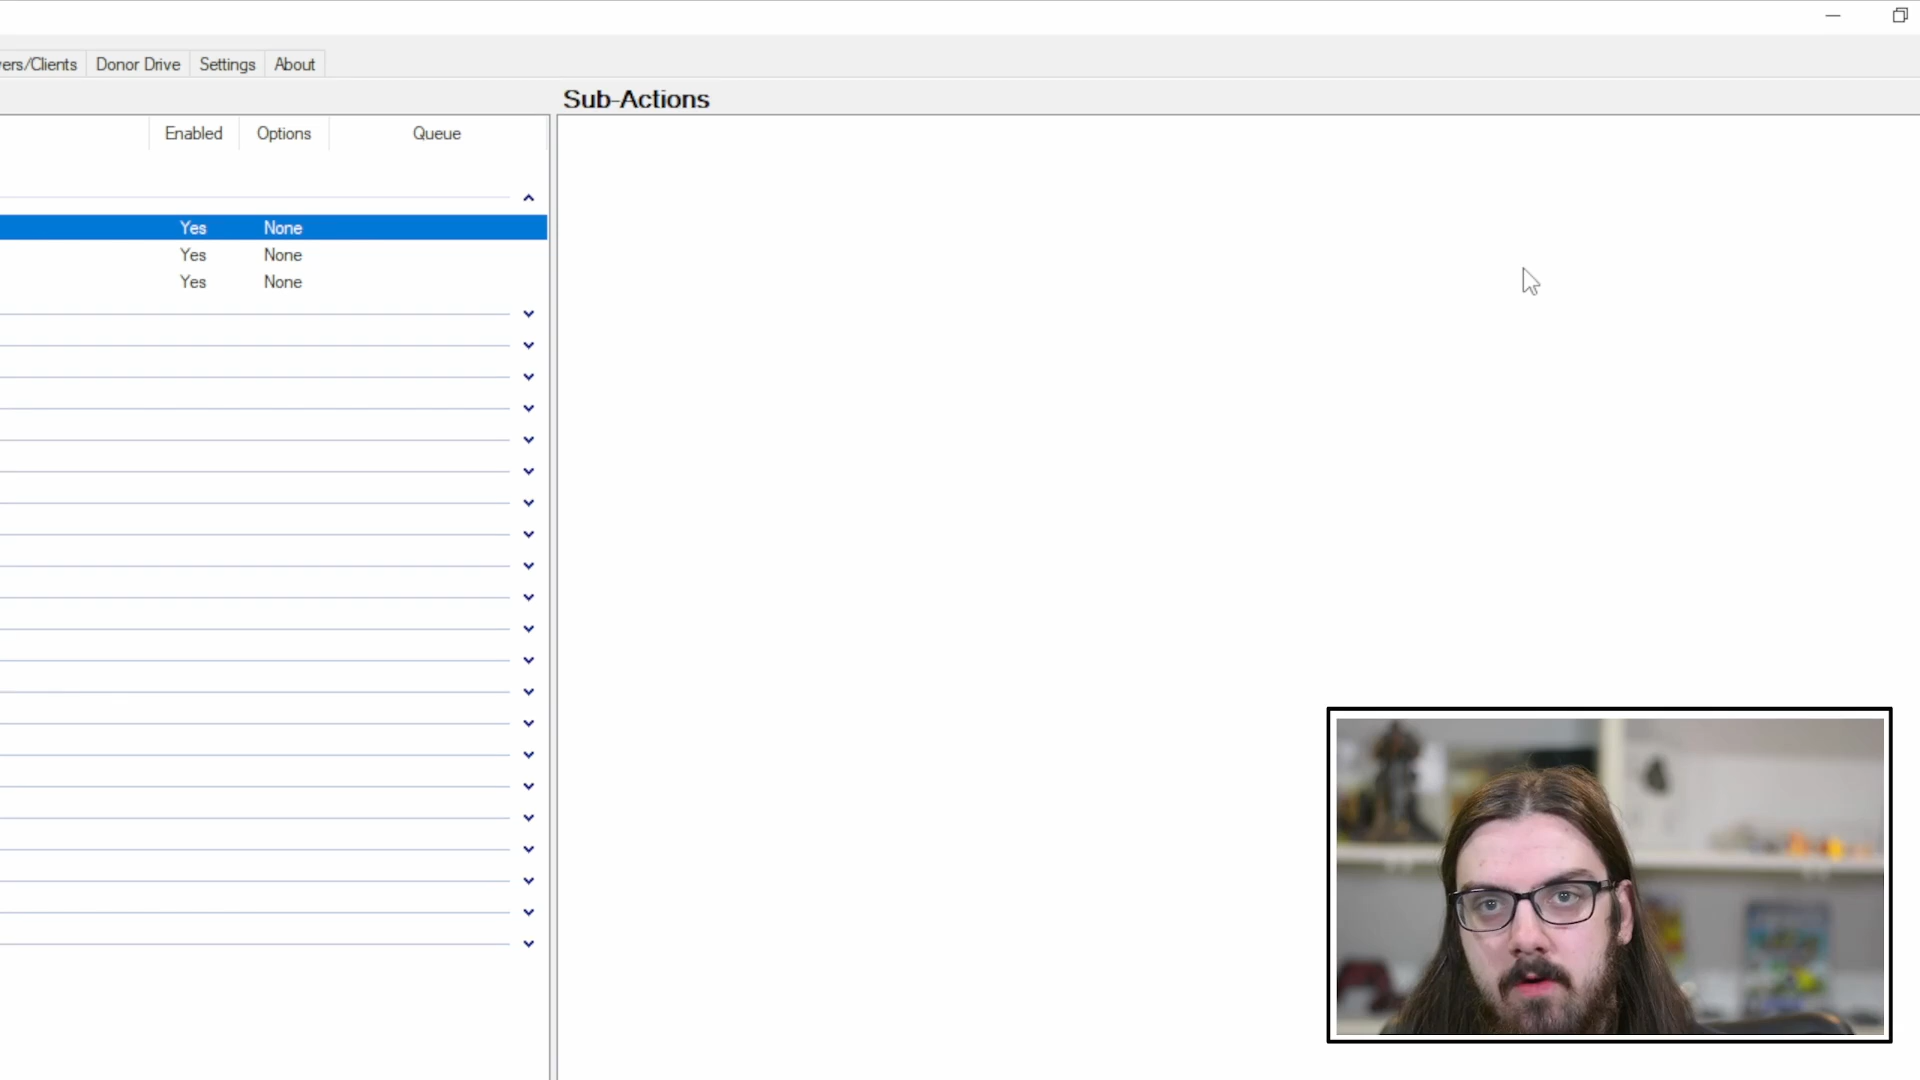 ers/Clients Donor Drive Settings About
Sub-Actions
Enabled Options Queue
Yes None
Yes None
Yes None